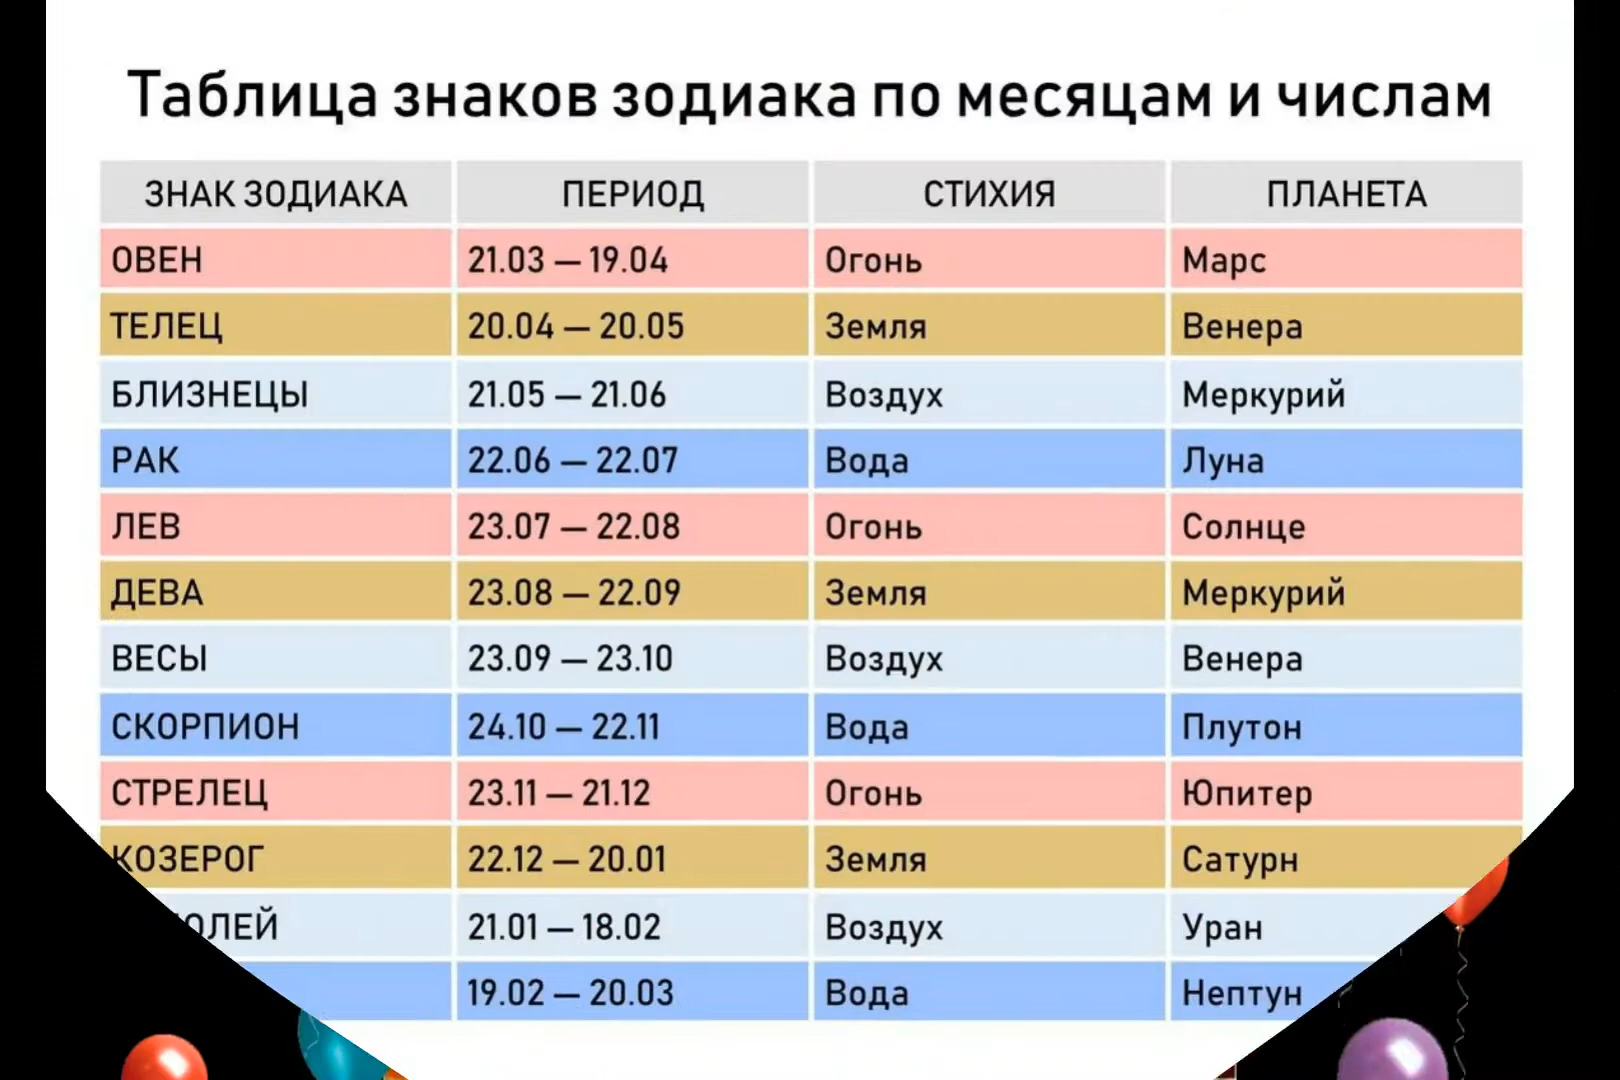 Таблица знаков зодиака по месяцам и числам
ЗНАК ЗОДИАКА ПЕРИОД СТИХИЯ ПЛАНЕТА
ОВЕН 21.03 — 19.04 Огонь Марс
ТЕЛЕЦ 20.04 — 20.05 Земля Венера
БЛИЗНЕЦЫ 21.05 — 21.06 Воздух Меркурий
РАК 22.06 — 22.07 Вода Луна
ЛЕВ 23.07 — 22.08 Огонь Солнце
ДЕВА 23.08 — 22.09 Земля Меркурий
ВЕСЫ 23.09 — 23.10 Воздух Венера
СКОРПИОН 24.10 — 22.11 Вода Плутон
СТРЕЛЕЦ 23.11 — 21.12 Огонь Юпитер
КОЗЕРОГ 22.12 — 20.01 Земля Сатурн
21.01 — 18.02 Воздух Уран
19.02 — 20.03 Вода Нептун